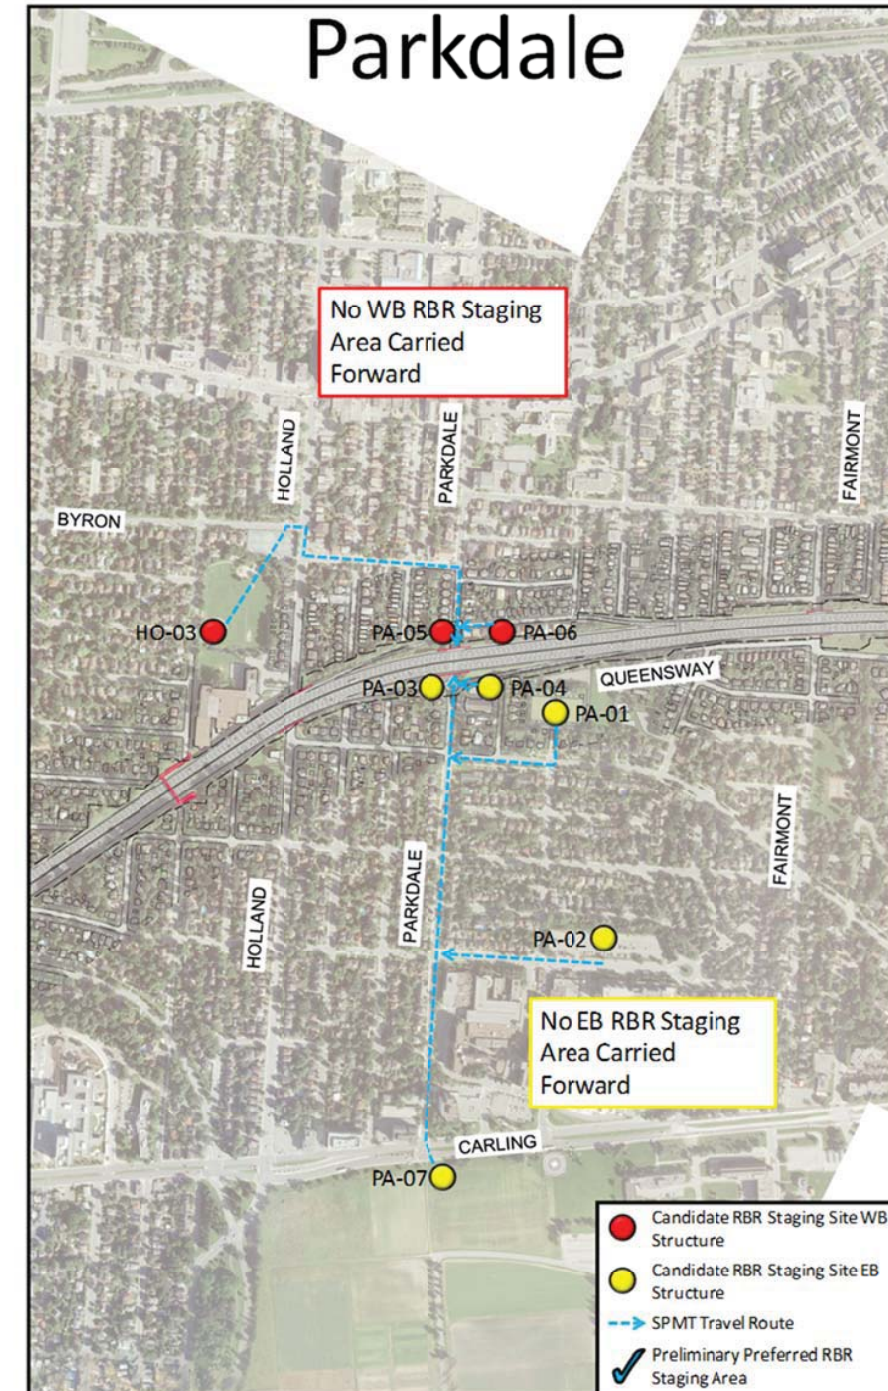 Parkdale
No WB RBR Staging
Area Carried
Forward
HOLLAND
PARKDALE
FAIRMONT
BYRON
HO-03
PA-05
PA-06
QUEENSWAY
PA-03
PA-04
PA-01
FAIRMONT
PARKDALE
HOLLAND
PA-02
No EB RBR Staging
Area Carried
Forward
CARLING
PA-07
Candidate RBR Staging Site WB
Structure
Candidate RBR Staging Site EB
Structure
SPMT Travel Route
Preliminary Preferred RBR
Staging Area